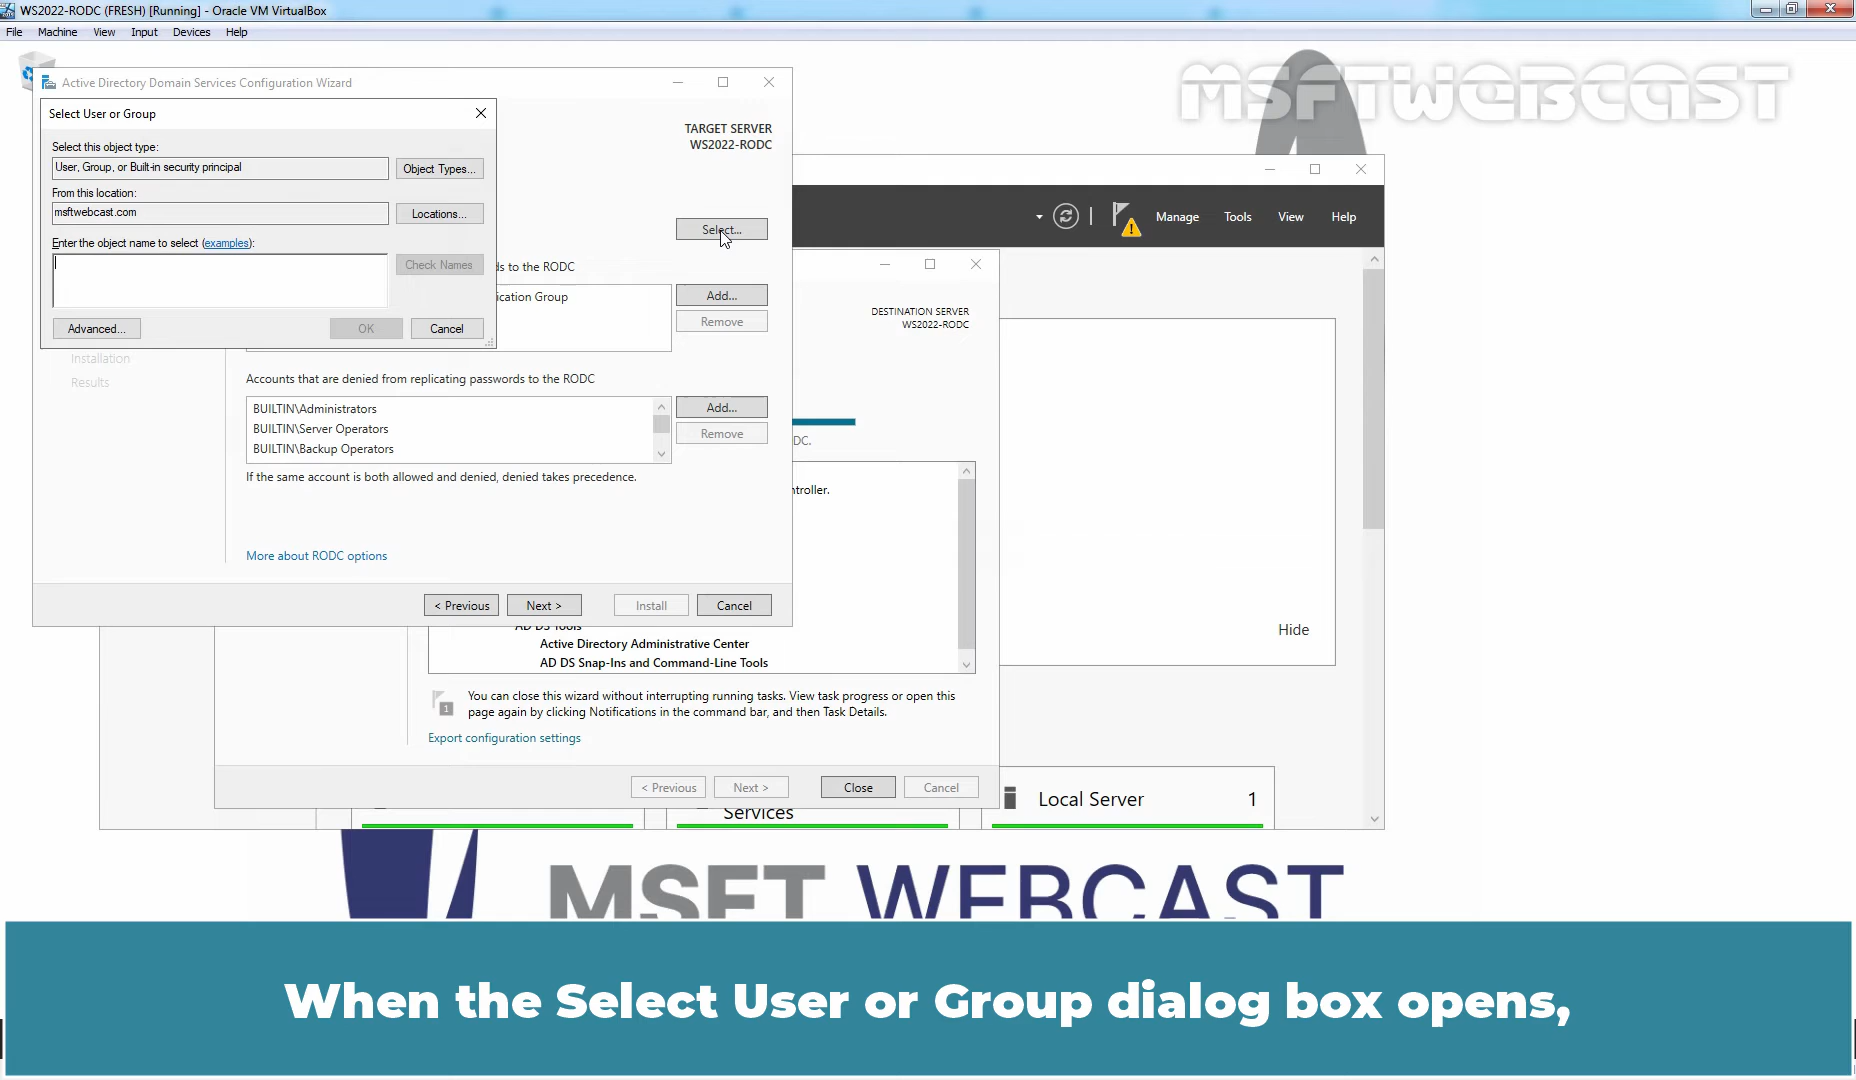 WS2022-RODC (FRESH) [Running] - Oracle VM VirtualBox
File Machine View Input Devices Help
MSFTWEBCAST
Active Directory Domain Services Configuration Wizard
Select User or Group
TARGET SERVER
WS2022-RODC
Select this object type:
User, Group, or Built-in security principal
Object Types...
From this location:
msftwebcast.com
Locations...
Enter the object name to select (examples):
Check Names
Advanced...
OK
Cancel
Select...
ds to the RODC
ication Group
Add...
Remove
Installation
Results
Accounts that are denied from replicating passwords to the RODC
BUILTIN\Administrators
BUILTIN\Server Operators
BUILTIN\Backup Operators
Add...
Remove
If the same account is both allowed and denied, denied takes precedence.
More about RODC options
< Previous
Next >
Install
Cancel
Manage
Tools
View
Help
DESTINATION SERVER
WS2022-RODC
DC.
ntroller.
AD DS Tools
Active Directory Administrative Center
AD DS Snap-Ins and Command-Line Tools
1
You can close this wizard without interrupting running tasks. View task progress or open this
page again by clicking Notifications in the command bar, and then Task Details.
Export configuration settings
< Previous
Next >
Close
Cancel
Hide
Services
Local Server
1
MSFT WEBCAST
When the Select User or Group dialog box opens,